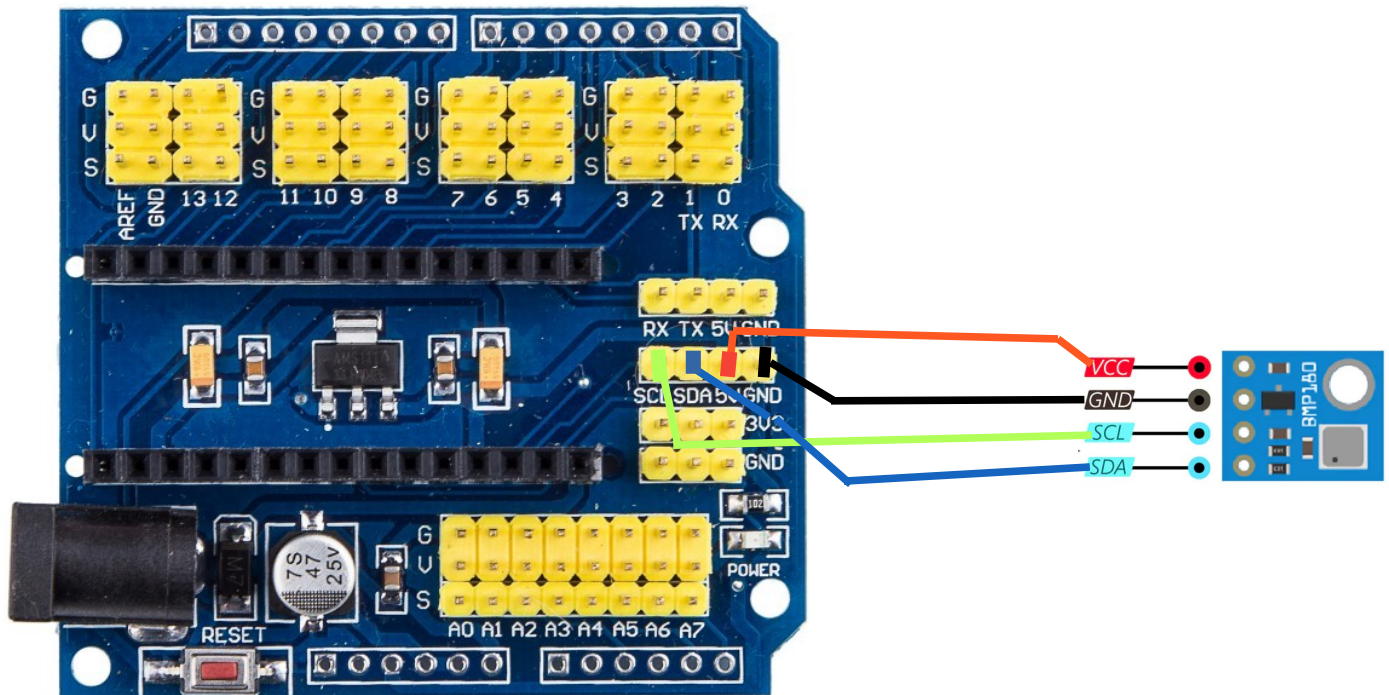 G G G G
V V V V
S S S S
AREF GND 13 12 11 10 9 8 7 6 5 4 3 2 1 0
TX RX
RX TX 5V GND
SCL SDA 5V GND
3V3
GND
VCC
GND
SCL
SDA
BMP180
102
POWER
G
V
S
A0 A1 A2 A3 A4 A5 A6 A7
7S
47
25V
M7
RESET